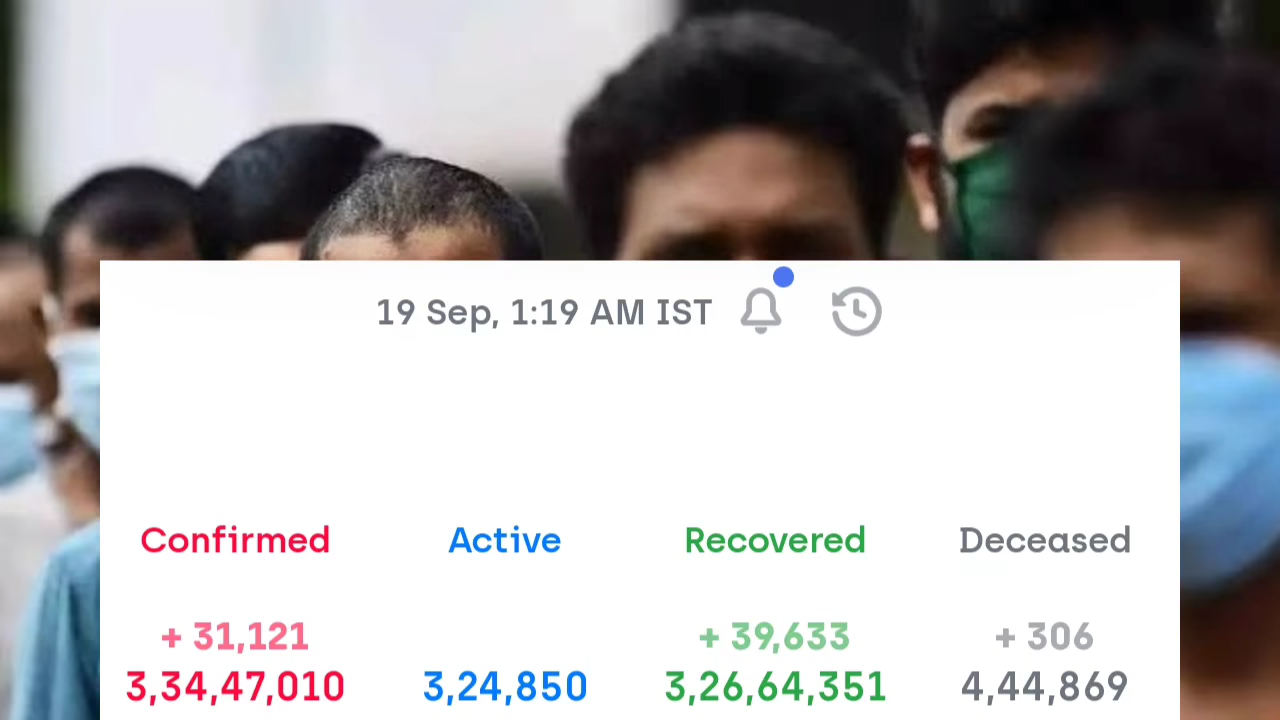 19 Sep, 1:19 AM IST
Confirmed Active Recovered Deceased
+ 31,121 + 39,633 + 306
3,34,47,010 3,24,850 3,26,64,351 4,44,869